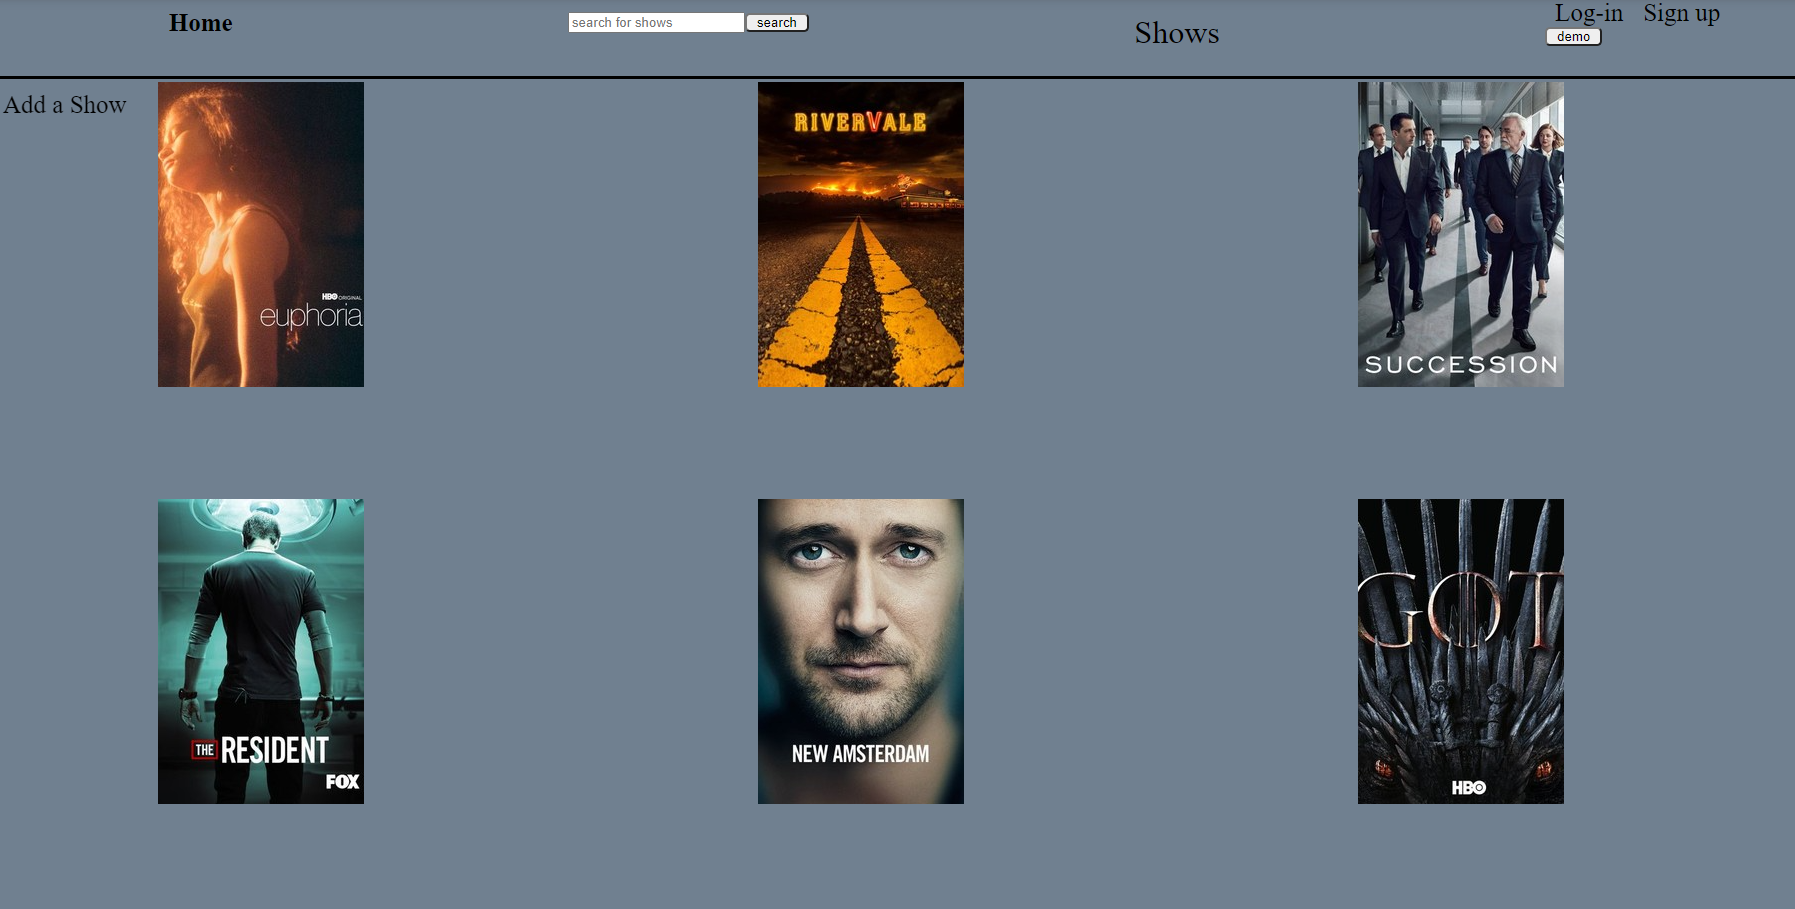 Home
search for shows
search
Shows
Log-in
Sign up
demo
Add a Show
HBO ORIGINAL
euphoria
RIVERVALE
SUCCESSION
THE RESIDENT
FOX
NEW AMSTERDAM
GOT
HBO